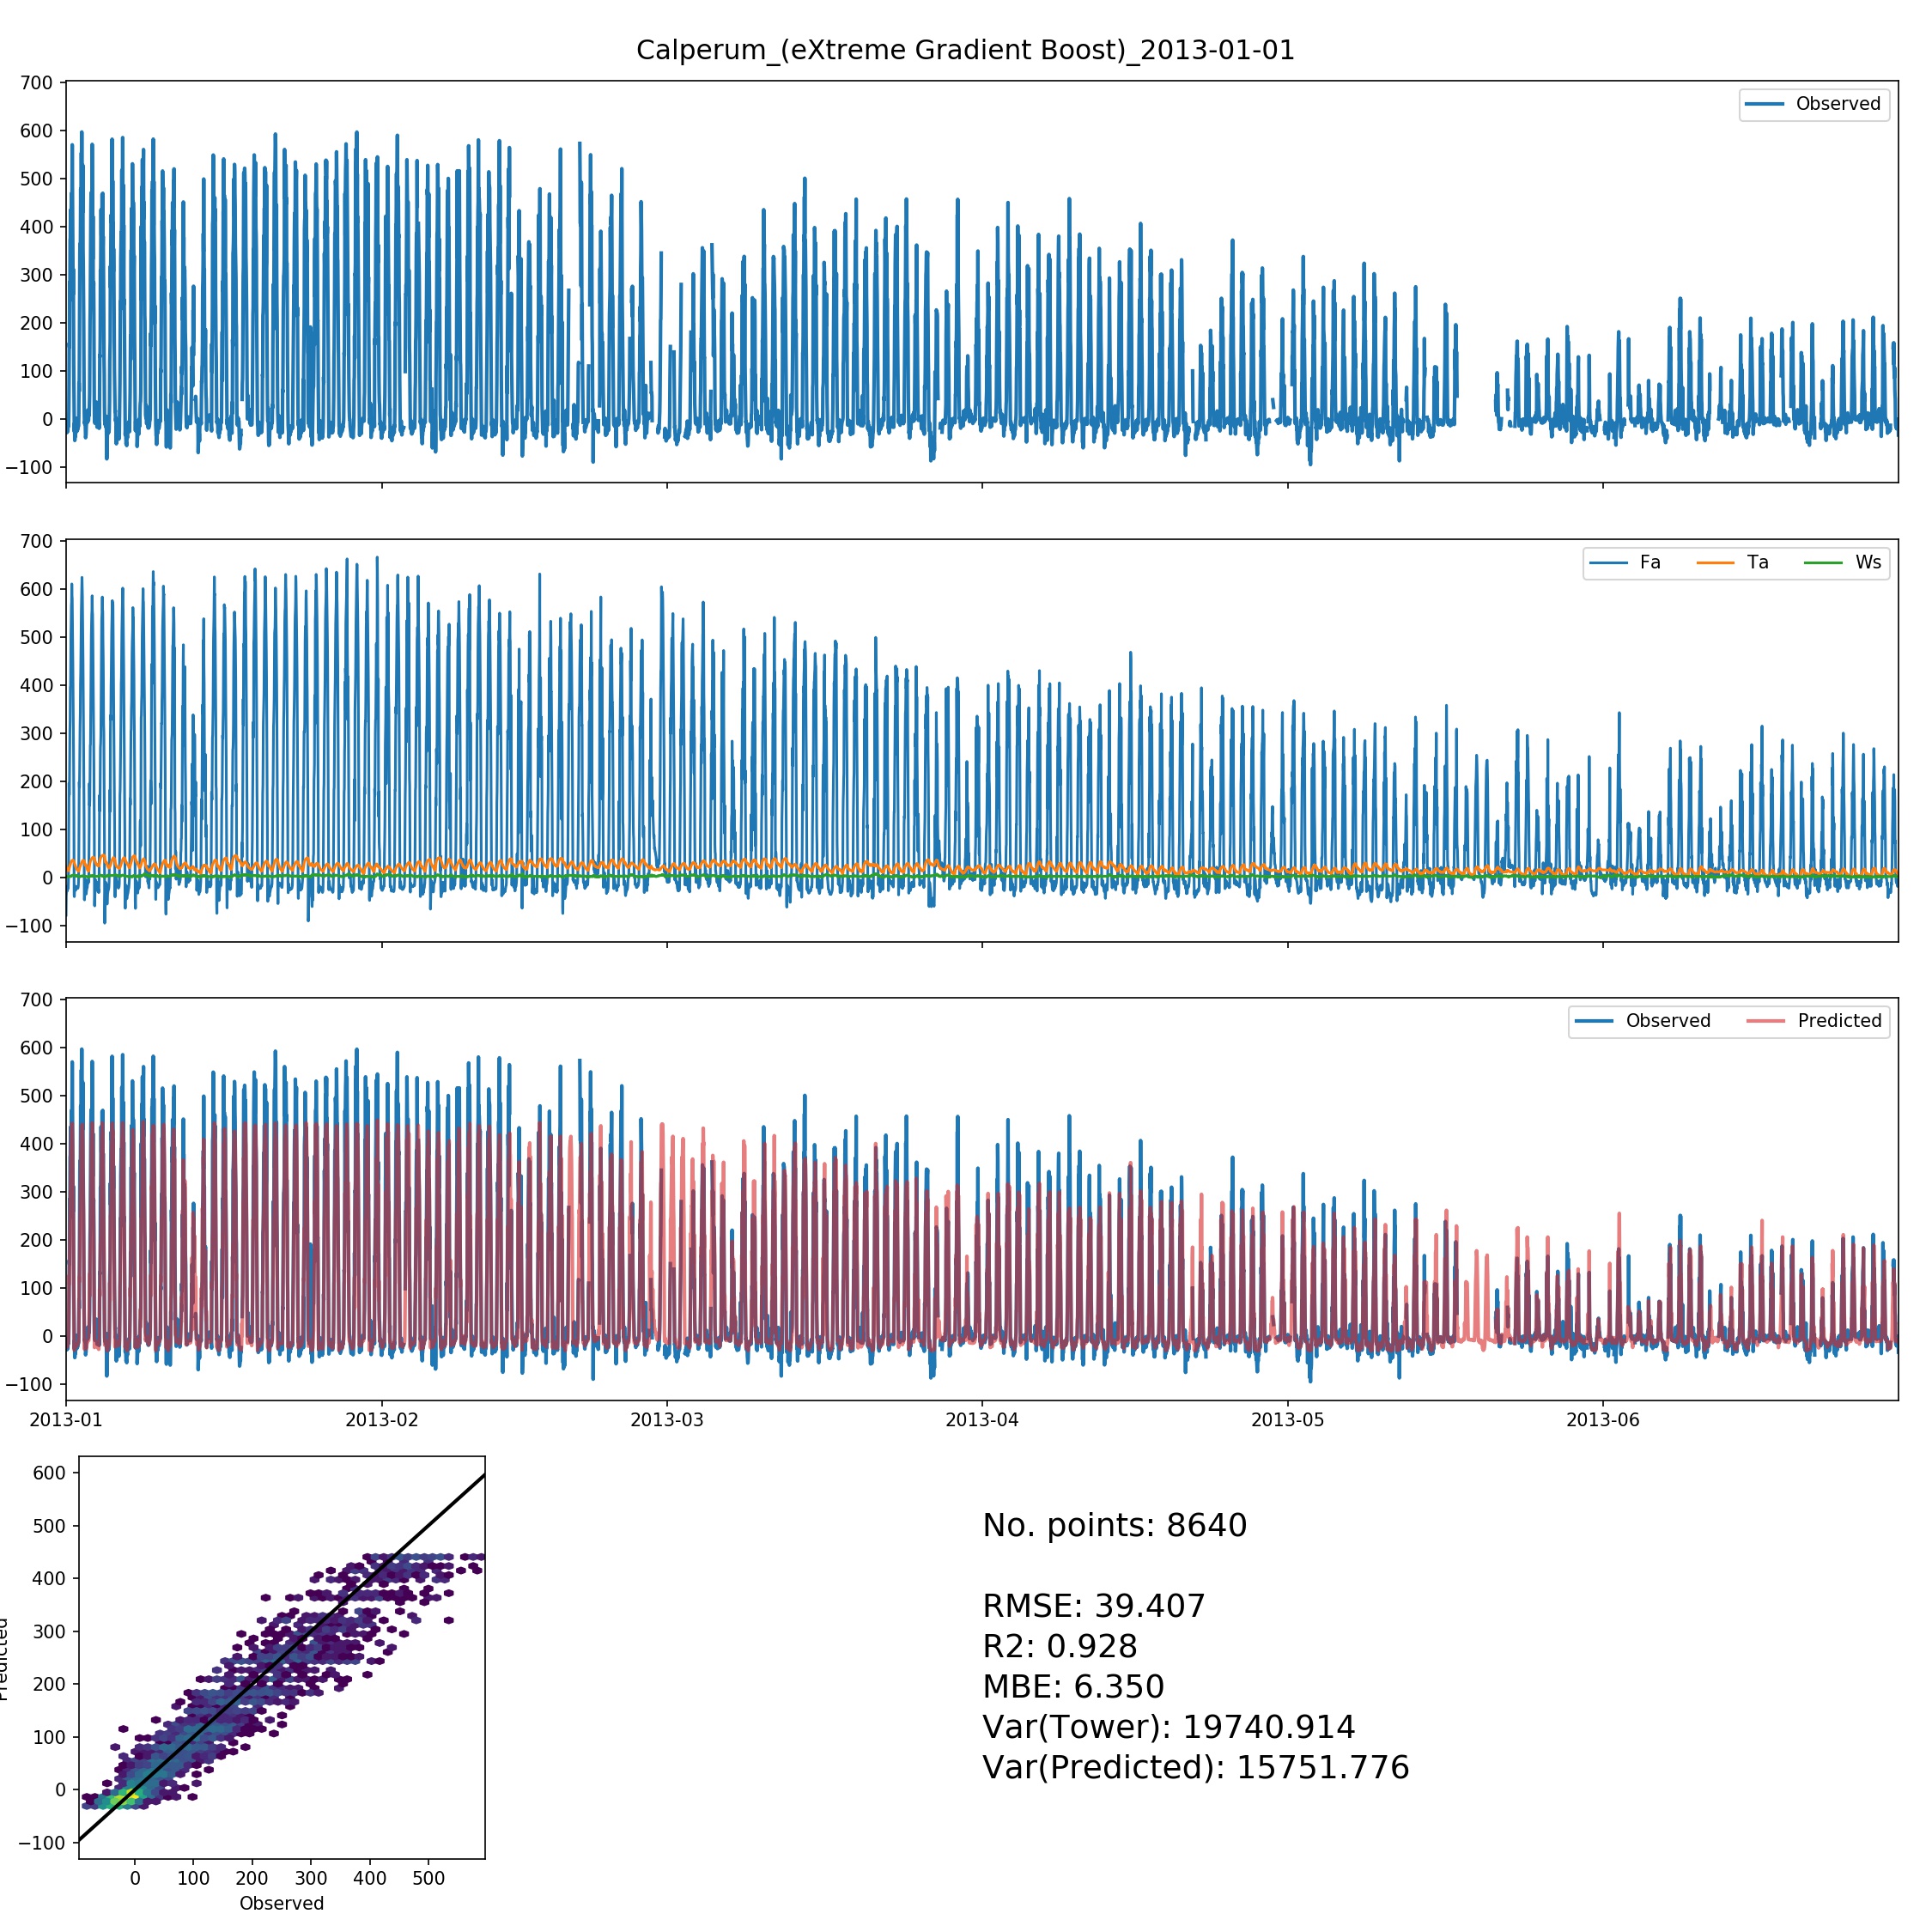 Calperum_(eXtreme Gradient Boost)_2013-01-01
700
600
500
400
300
200
100
0
−100
Observed
700
600
500
400
300
200
100
0
−100
Fa Ta Ws
700
600
500
400
300
200
100
0
−100
Observed Predicted
2013-01 2013-02 2013-03 2013-04 2013-05 2013-06
600
500
400
300
200
100
0
−100
Predicted
0 100 200 300 400 500
Observed
No. points: 8640
RMSE: 39.407
R2: 0.928
MBE: 6.350
Var(Tower): 19740.914
Var(Predicted): 15751.776